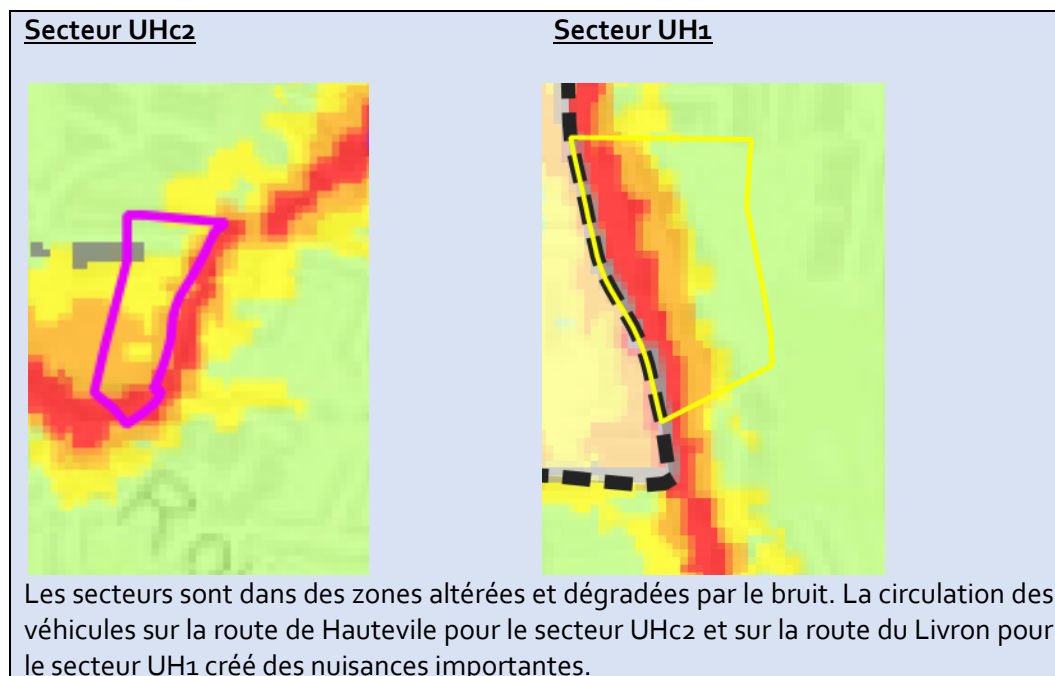 Secteur UHc2 Secteur UH1
Ro
Les secteurs sont dans des zones altérées et dégradées par le bruit. La circulation des
véhicules sur la route de Hautevile pour le secteur UHc2 et sur la route du Livron pour
le secteur UH1 créé des nuisances importantes.